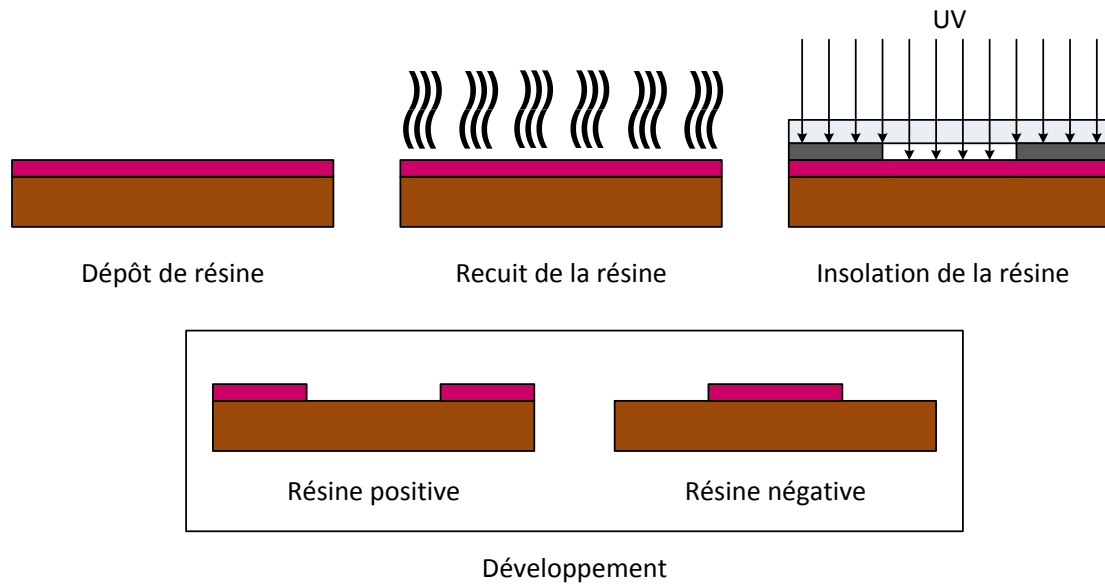 UV
Dépôt de résine
Recuit de la résine
Insolation de la résine
Résine positive
Résine négative
Développement